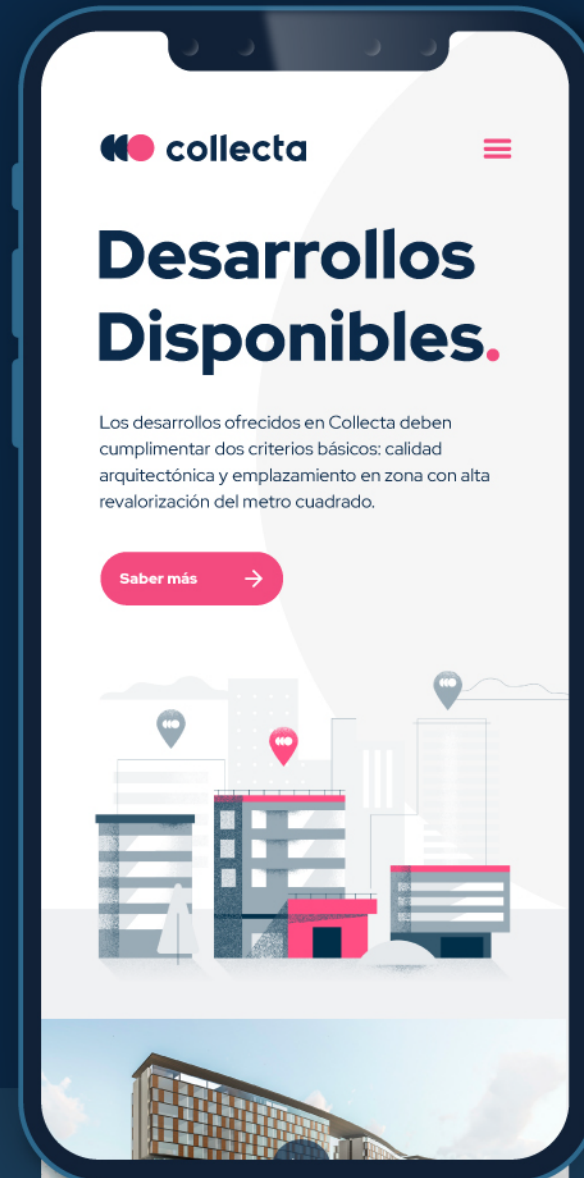 collecta
Desarrollos
Disponibles.
Los desarrollos ofrecidos en Collecta deben
cumplimentar dos criterios básicos: calidad
arquitectónica y emplazamiento en zona con alta
revalorización del metro cuadrado.
Saber más